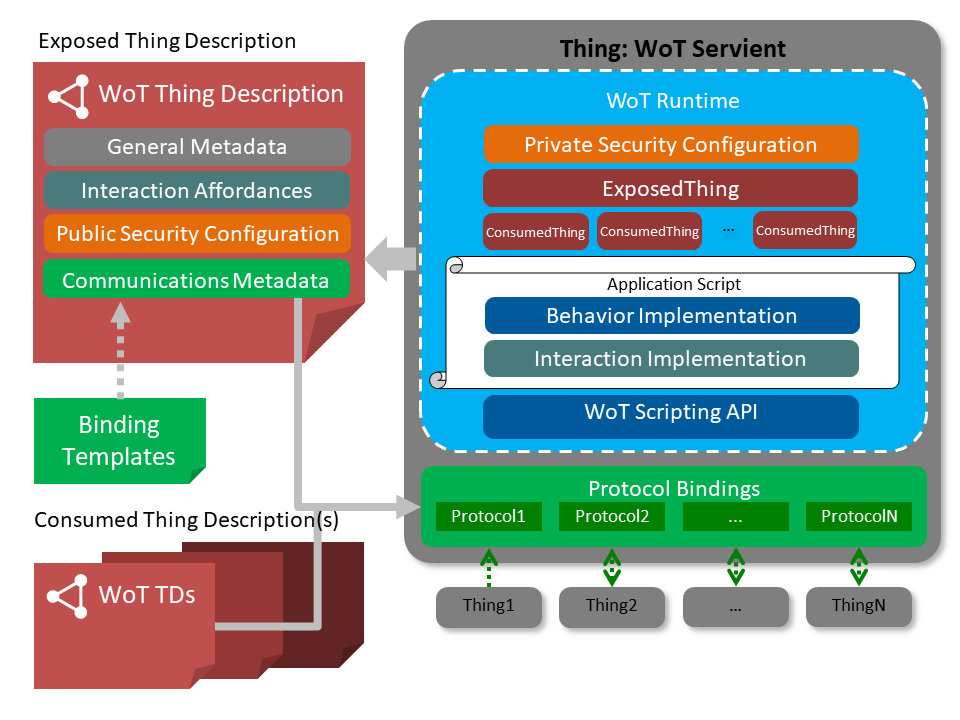 Exposed Thing Description
WoT Thing Description
General Metadata
Interaction Affordances
Public Security Configuration
Communications Metadata
Binding
Templates
Consumed Thing Description(s)
WoT TDs
Thing: WoT Servient
WoT Runtime
Private Security Configuration
ExposedThing
ConsumedThing ConsumedThing ... ConsumedThing
Application Script
Behavior Implementation
Interaction Implementation
WoT Scripting API
Protocol Bindings
Protocol1 Protocol2 ... ProtocolN
Thing1 Thing2 ... ThingN